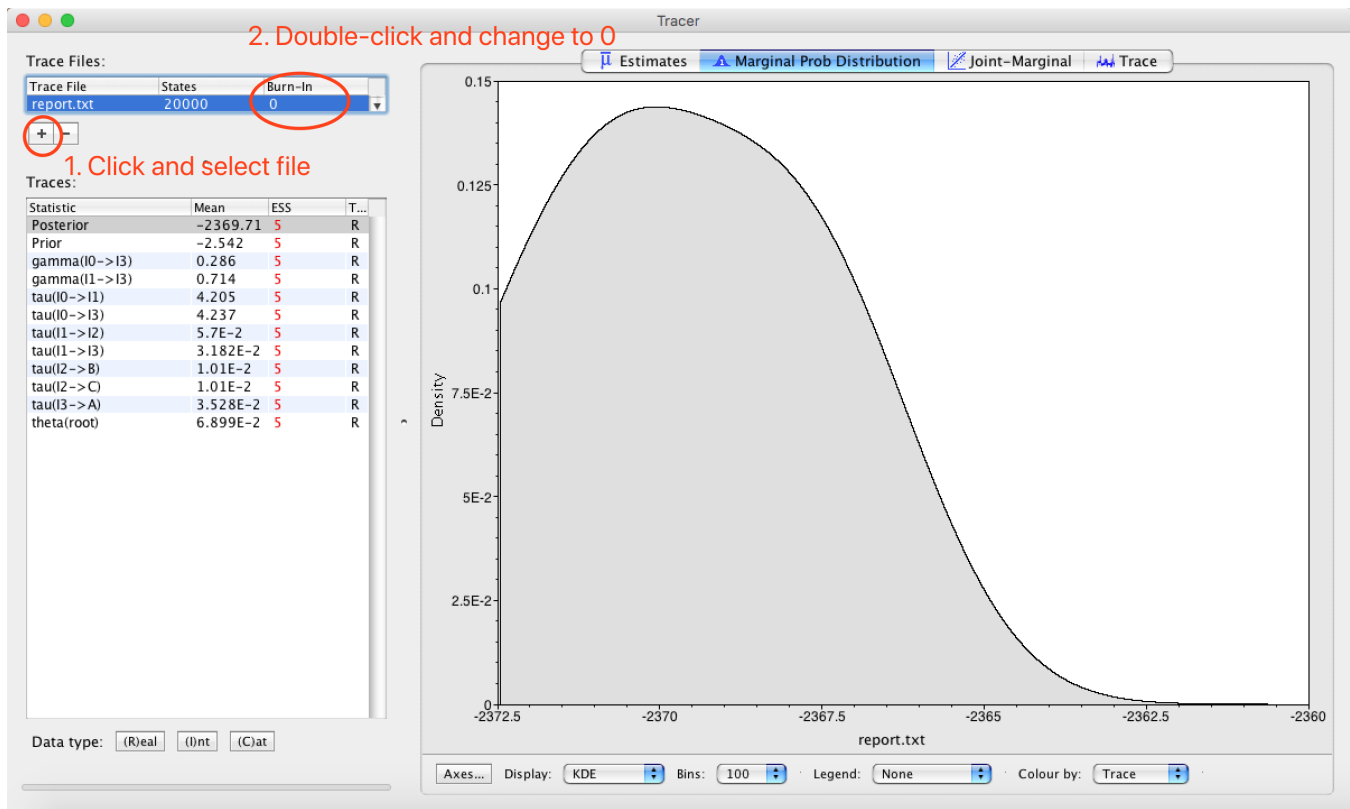 Tracer
2. Double-click and change to 0
Trace Files:
Trace File States Burn-In
report.txt 20000 0
+ -
1. Click and select file
Traces:
Statistic Mean ESS T...
Posterior -2369.71 5 R
Prior -2.542 5 R
gamma(I0->I3) 0.286 5 R
gamma(I1->I3) 0.714 5 R
tau(I0->I1) 4.205 5 R
tau(I0->I3) 4.237 5 R
tau(I1->I2) 5.7E-2 5 R
tau(I1->I3) 3.182E-2 5 R
tau(I2->B) 1.01E-2 5 R
tau(I2->C) 1.01E-2 5 R
tau(I3->A) 3.528E-2 5 R
theta(root) 6.899E-2 5 R
Data type: (R)eal (I)nt (C)at
Estimates Marginal Prob Distribution Joint-Marginal Trace
0.15
0.125
0.1
7.5E-2
5E-2
2.5E-2
0
Density
-2372.5 -2370 -2367.5 -2365 -2362.5 -2360
report.txt
Axes... Display: KDE Bins: 100 Legend: None Colour by: Trace